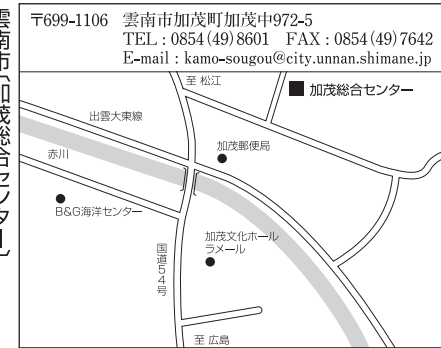 雲南市〔加茂総合センター〕
〒699-1106 雲南市加茂町加茂中972-5
TEL : 0854(49)8601 FAX : 0854(49)7642
E-mail : kamo-sougou@city.unnan.shimane.jp
至 松江
■ 加茂総合センター
出雲大東線
加茂郵便局
赤川
B&G海洋センター
加茂文化ホール
ラメール
国道54号
至 広島